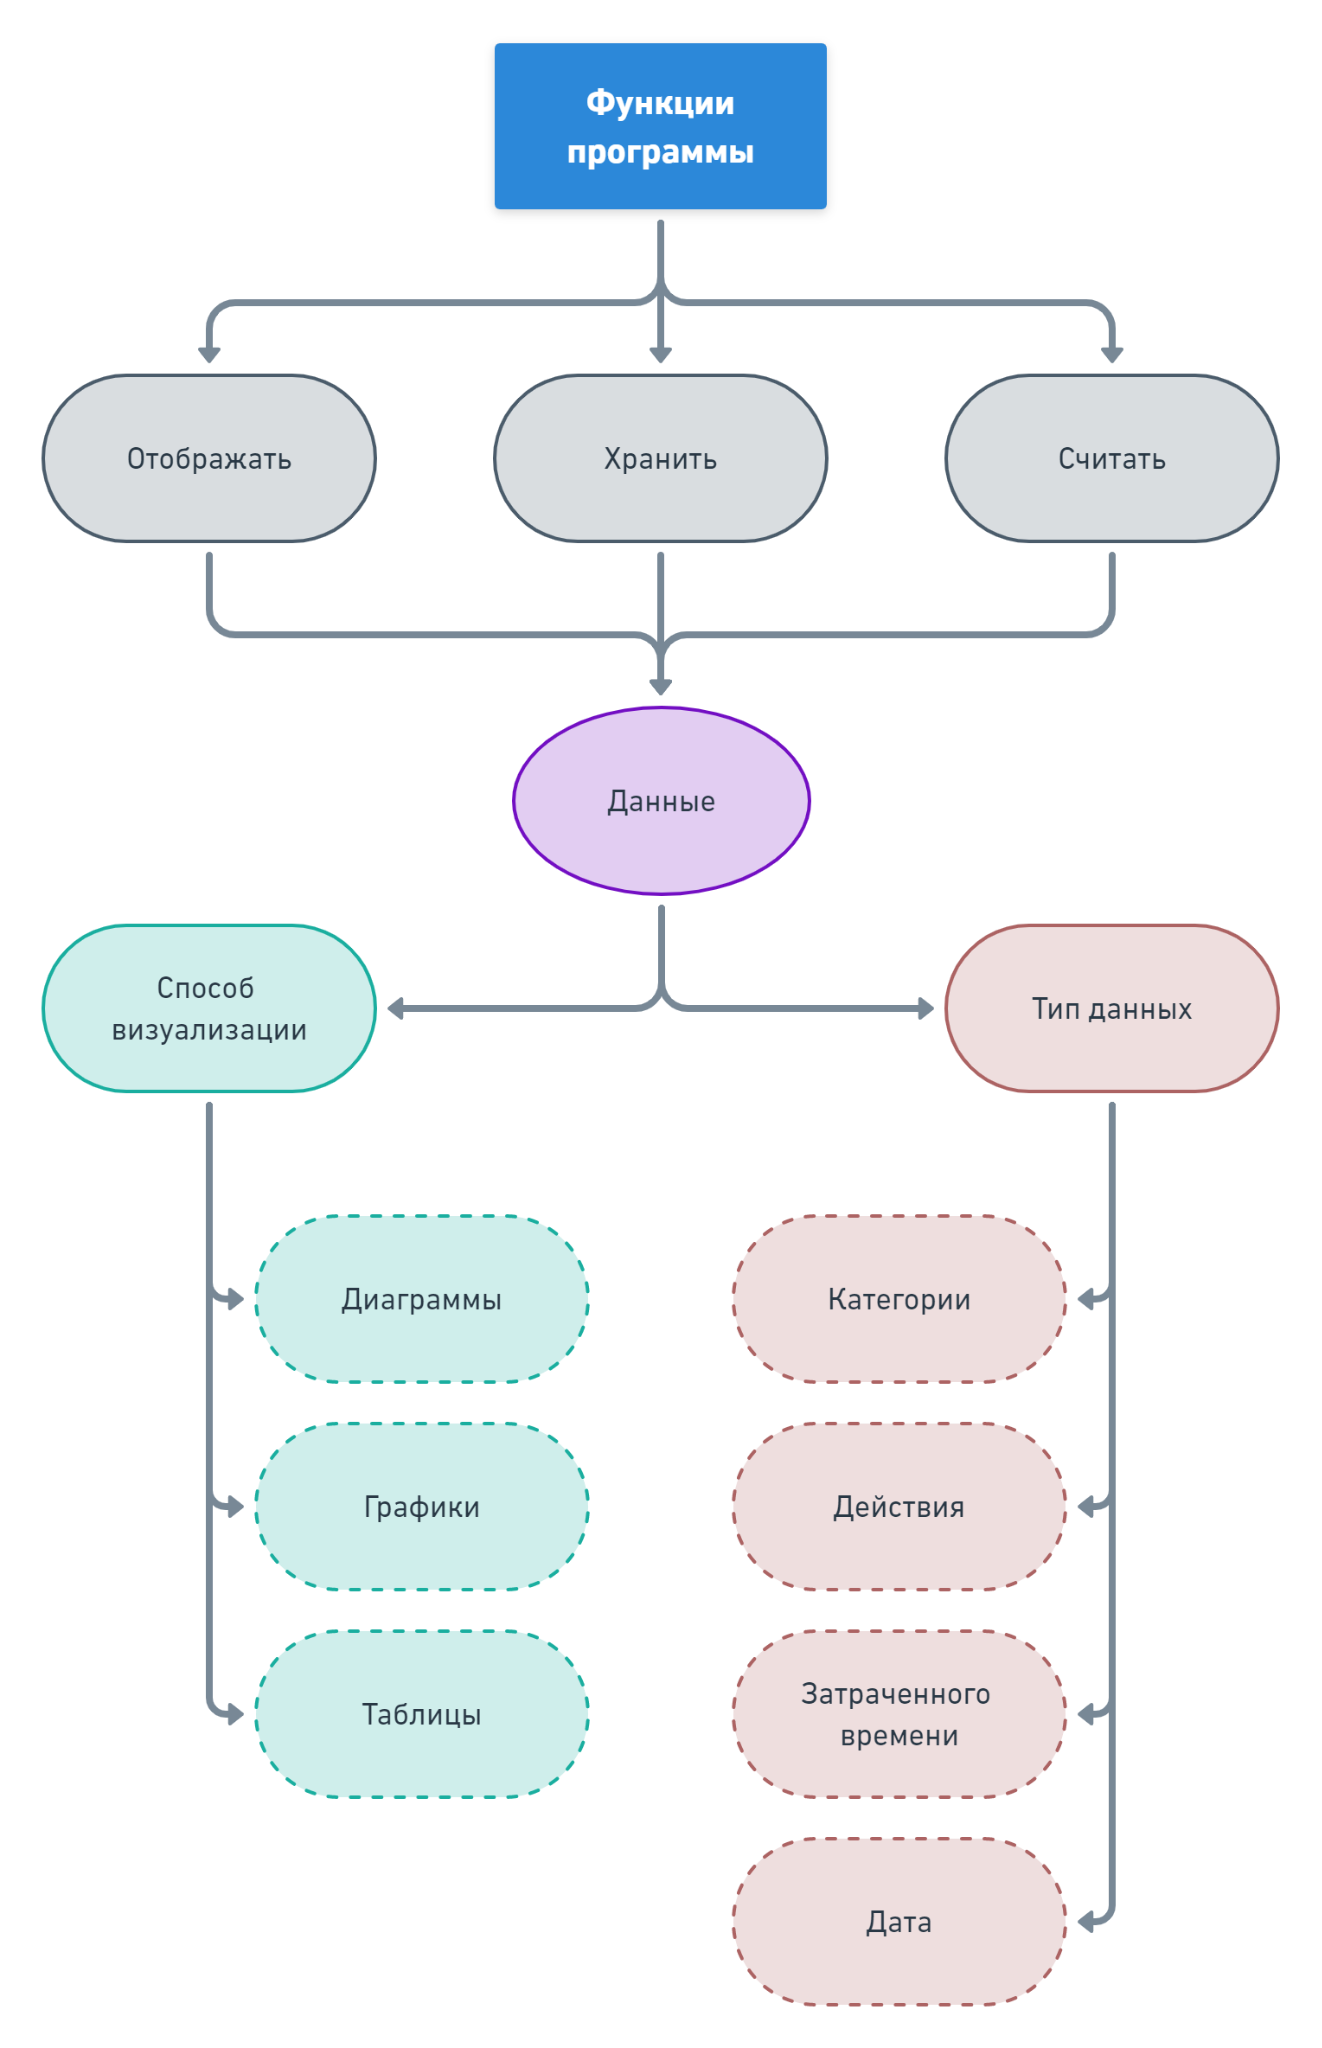 Функции
программы
Отображать
Хранить
Считать
Данные
Способ
визуализации
Тип данных
Диаграммы
Категории
Графики
Действия
Таблицы
Затраченного
времени
Дата